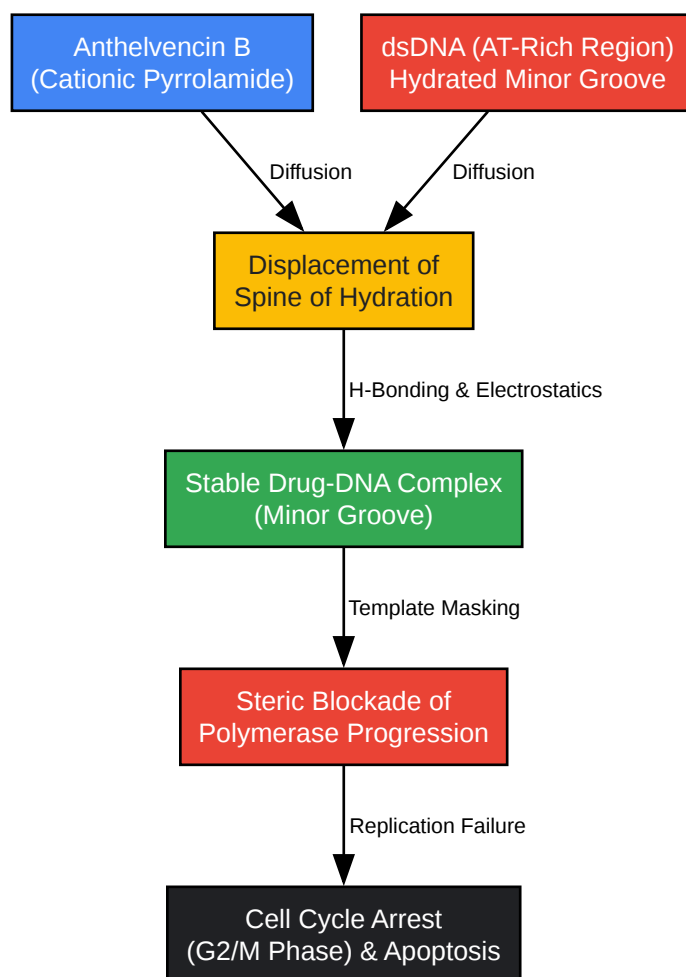 Anthelvencin B
(Cationic Pyrrolamide)
dsDNA (AT-Rich Region)
Hydrated Minor Groove
Diffusion
Diffusion
Displacement of
Spine of Hydration
H-Bonding & Electrostatics
Stable Drug-DNA Complex
(Minor Groove)
Template Masking
Steric Blockade of
Polymerase Progression
Replication Failure
Cell Cycle Arrest
(G2/M Phase) & Apoptosis